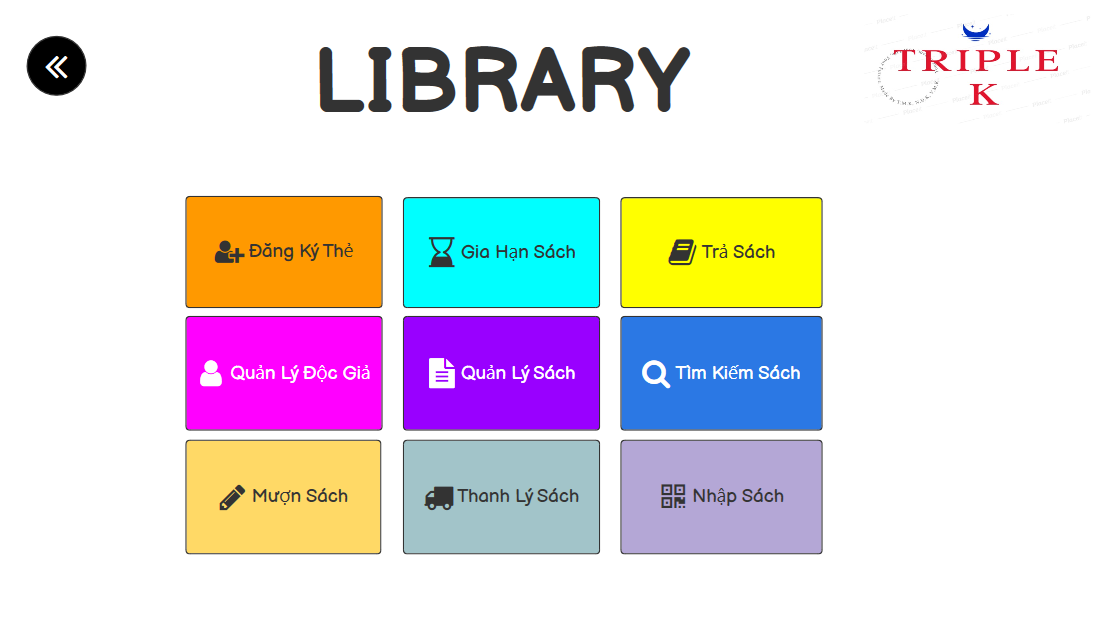 LIBRARY
TRIPLE
K
Đăng Ký Thẻ
Gia Hạn Sách
Trả Sách
Quản Lý Độc Giả
Quản Lý Sách
Tìm Kiếm Sách
Mượn Sách
Thanh Lý Sách
Nhập Sách